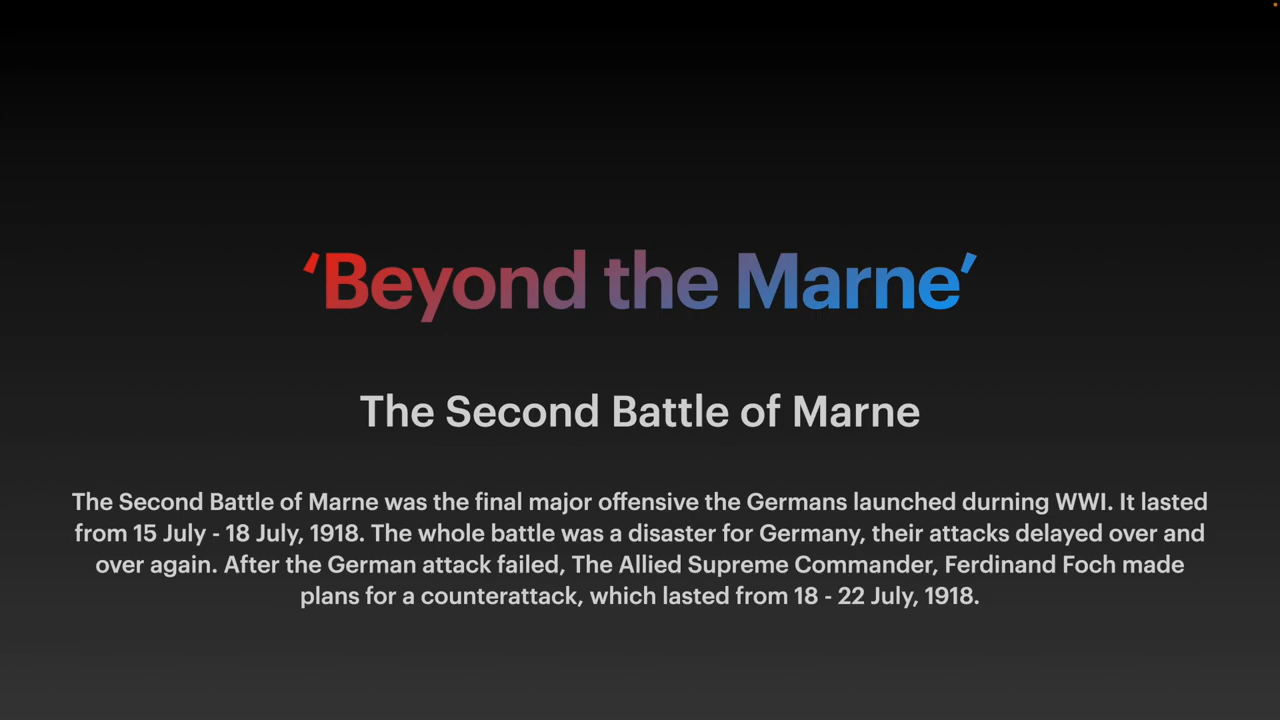 ‘Beyond the Marne’
The Second Battle of Marne
The Second Battle of Marne was the final major offensive the Germans launched durning WWI. It lasted
from 15 July - 18 July, 1918. The whole battle was a disaster for Germany, their attacks delayed over and
over again. After the German attack failed, The Allied Supreme Commander, Ferdinand Foch made
plans for a counterattack, which lasted from 18 - 22 July, 1918.